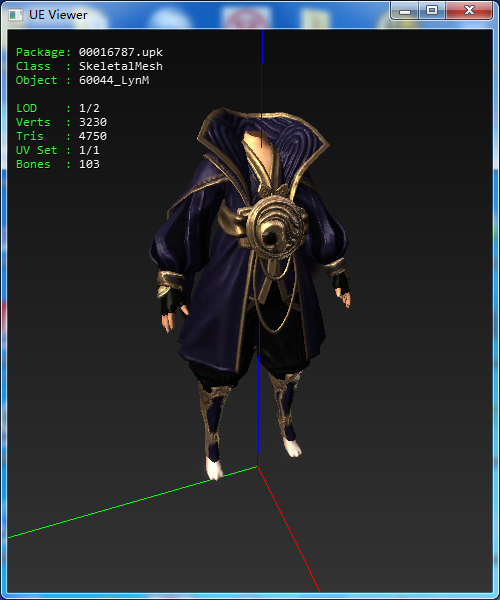 UE Viewer
Package: 00016787.upk
Class  : SkeletalMesh
Object : 60044_LynM
LOD    : 1/2
Verts  : 3230
Tris   : 4750
UV Set : 1/1
Bones  : 103